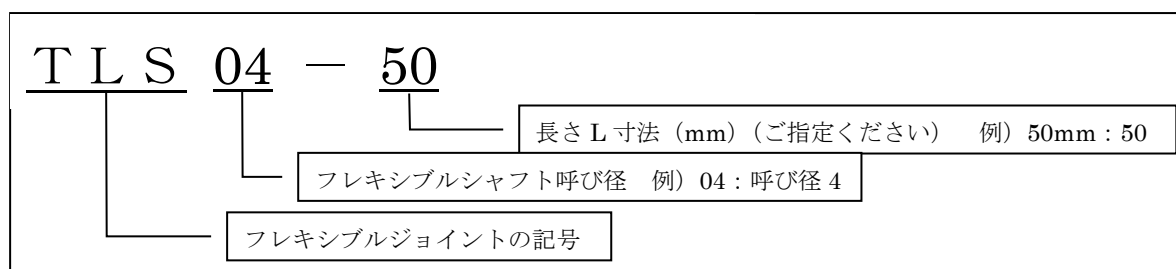 ＴＬＳ 04 － 50
長さ L 寸法（mm）（ご指定ください）　例）50mm：50
フレキシブルシャフト呼び径　例）04：呼び径 4
フレキシブルジョイントの記号